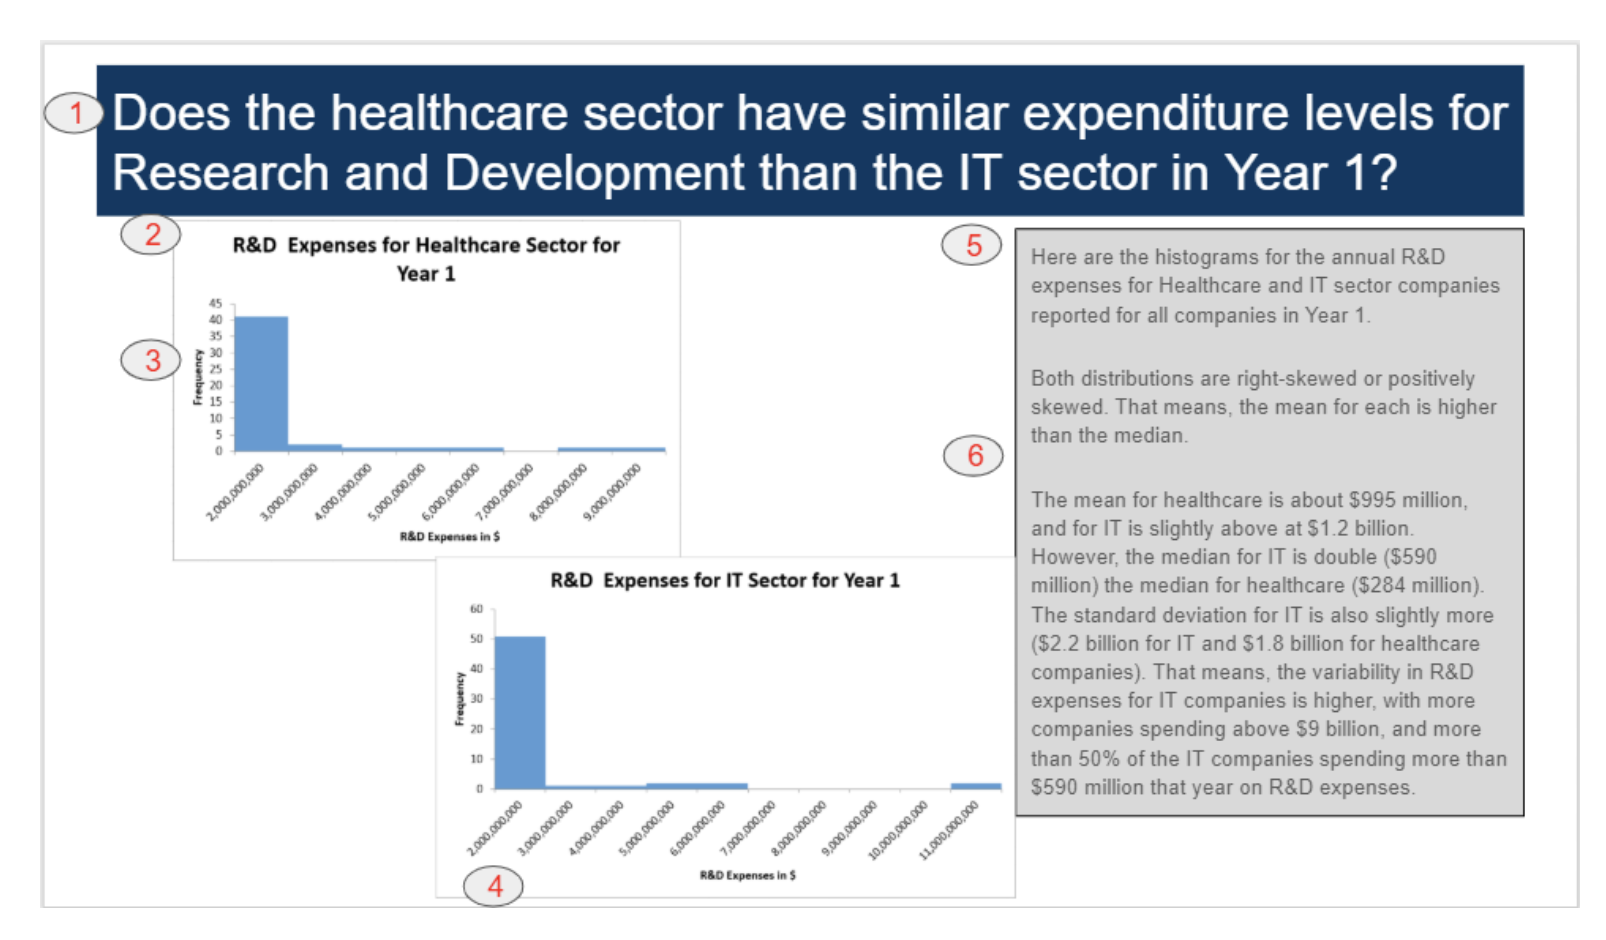 1
Does the healthcare sector have similar expenditure levels for
Research and Development than the IT sector in Year 1?
2
R&D  Expenses for Healthcare Sector for
Year 1
3
Frequency
45
40
35
30
25
20
15
10
5
0
2,000,000,000
3,000,000,000
4,000,000,000
5,000,000,000
6,000,000,000
7,000,000,000
8,000,000,000
9,000,000,000
R&D Expenses in $
R&D  Expenses for IT Sector for Year 1
Frequency
60
50
40
30
20
10
0
2,000,000,000
3,000,000,000
4,000,000,000
5,000,000,000
6,000,000,000
7,000,000,000
8,000,000,000
9,000,000,000
10,000,000,000
11,000,000,000
R&D Expenses in $
4
5
Here are the histograms for the annual R&D
expenses for Healthcare and IT sector companies
reported for all companies in Year 1.
Both distributions are right-skewed or positively
skewed. That means, the mean for each is higher
than the median.
6
The mean for healthcare is about $995 million,
and for IT is slightly above at $1.2 billion.
However, the median for IT is double ($590
million) the median for healthcare ($284 million).
The standard deviation for IT is also slightly more
($2.2 billion for IT and $1.8 billion for healthcare
companies). That means, the variability in R&D
expenses for IT companies is higher, with more
companies spending above $9 billion, and more
than 50% of the IT companies spending more than
$590 million that year on R&D expenses.